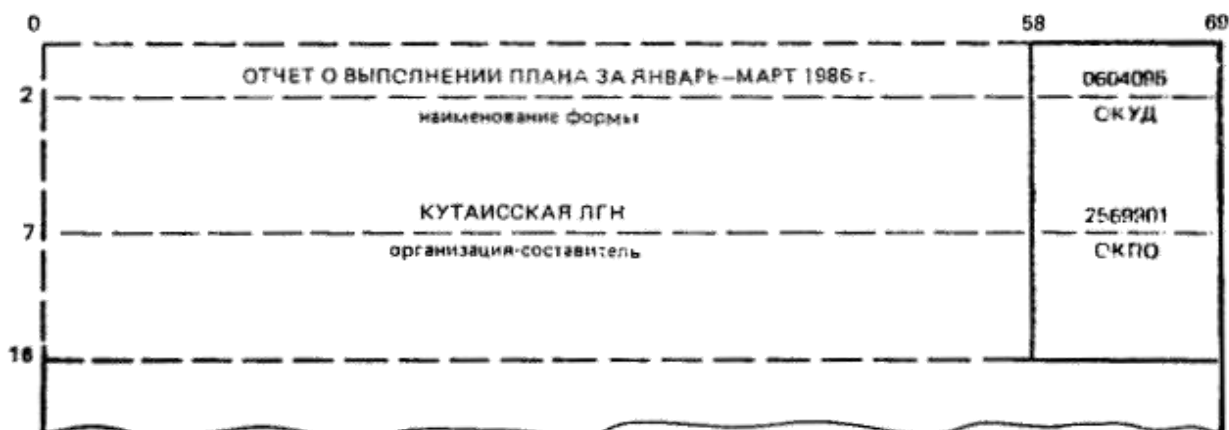 0 58 69
ОТЧЕТ О ВЫПОЛНЕНИИ ПЛАНА ЗА ЯНВАРЬ–МАРТ 1986 г. 0604096
2
наименование формы ОКУД
КУТАИССКАЯ ЛГН 2569901
7
организация-составитель ОКПО
16